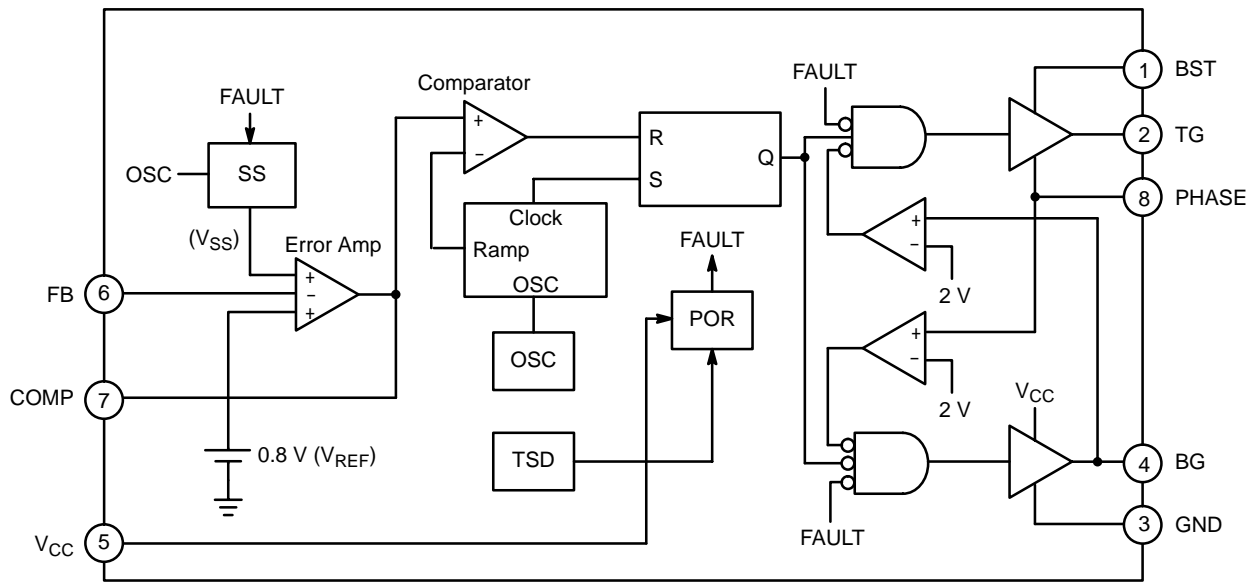 FAULT
OSC
SS
(VSS)
Error Amp
+
−
+
FB
6
COMP
7
0.8 V (VREF)
VCC
5
Comparator
+
−
R
S
Q
Clock
Ramp
OSC
OSC
TSD
FAULT
POR
FAULT
+
−
2 V
+
−
2 V
VCC
FAULT
1
BST
2
TG
8
PHASE
4
BG
3
GND